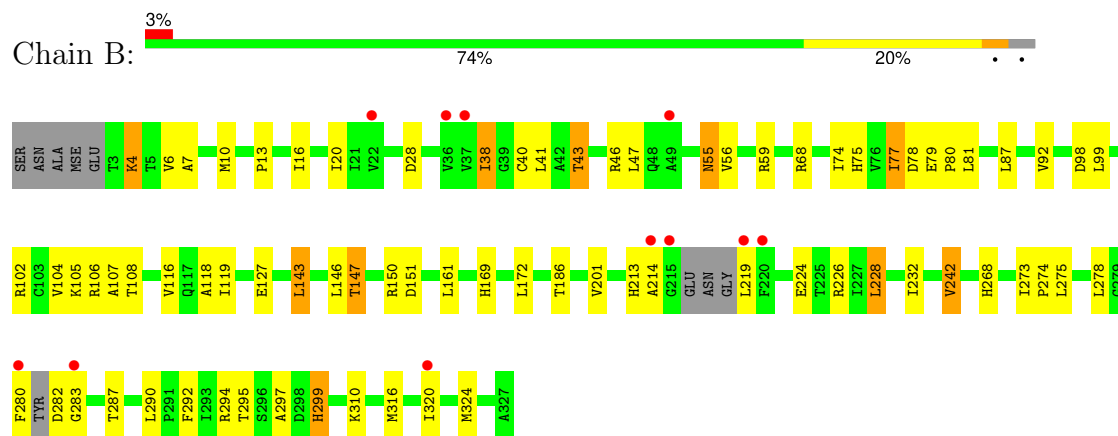 3%
Chain B:
74% 20% • •
SER ASN ALA MSE GLU T3 K4 T5 V6 A7 M10 P13 I16 I20 I21 V22 D28 V36 V37 I38 G39 C40 L41 A42 T43 R46 L47 Q48 A49 N55 V56 R59 R68 I74 H75 V76 I77 D78 E79 P80 L81 L87 V92 D98 L99
R102 C103 V104 K105 R106 A107 T108 V116 Q117 A118 I119 E127 L143 L146 T147 R150 D151 L161 H169 L172 T186 V201 H213 A214 G215 GLU ASN GLY L219 F220 E224 T225 R226 I227 L228 I232 V242 H268 I273 P274 L275 L278 G279
F280 TYR D282 G283 T287 L290 P291 F292 I293 R294 T295 S296 A297 D298 H299 K310 M316 I320 M324 A327